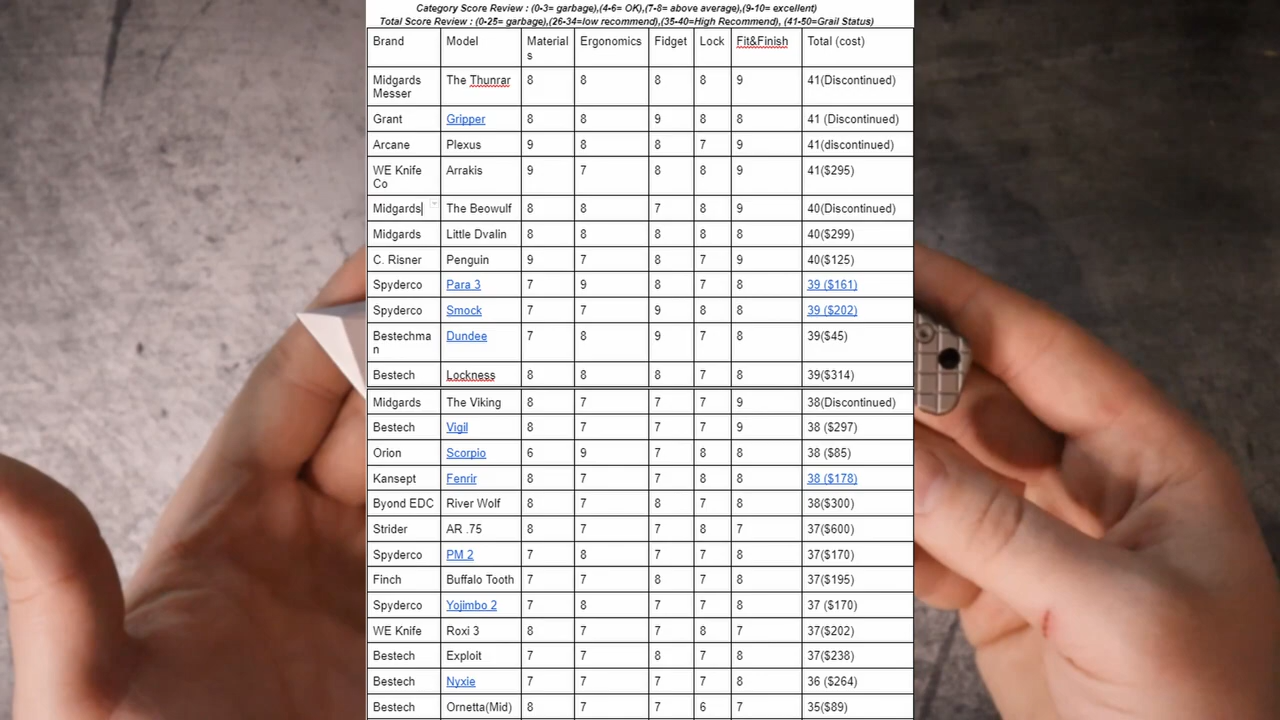 Category Score Review : (0-3= garbage),(4-6= OK),(7-8= above average),(9-10= excellent)
Total Score Review : (0-25= garbage),(26-34=low recommend),(35-40=High Recommend), (41-50=Grail Status)
Brand Model Materials Ergonomics Fidget Lock Fit&Finish Total (cost)
Midgards Messer The Thunrar 8 8 8 8 9 41(Discontinued)
Grant Gripper 8 8 9 8 8 41 (Discontinued)
Arcane Plexus 9 8 8 7 9 41(discontinued)
WE Knife Co Arrakis 9 7 8 8 9 41($295)
Midgards The Beowulf 8 8 7 8 9 40(Discontinued)
Midgards Little Dvalin 8 8 8 8 8 40($299)
C. Risner Penguin 9 7 8 7 9 40($125)
Spyderco Para 3 7 9 8 7 8 39 ($161)
Spyderco Smock 7 7 9 8 8 39 ($202)
Bestechman Dundee 7 8 9 7 8 39($45)
Bestech Lockness 8 8 8 7 8 39($314)
Midgards The Viking 8 7 7 7 9 38(Discontinued)
Bestech Vigil 8 7 7 7 9 38 ($297)
Orion Scorpio 6 9 7 8 8 38 ($85)
Kansept Fenrir 8 7 7 8 8 38 ($178)
Byond EDC River Wolf 8 7 8 7 8 38($300)
Strider AR .75 8 7 7 8 7 37($600)
Spyderco PM 2 7 8 7 7 8 37($170)
Finch Buffalo Tooth 7 7 8 7 8 37($195)
Spyderco Yojimbo 2 7 8 7 7 8 37 ($170)
WE Knife Roxi 3 8 7 7 8 7 37($202)
Bestech Exploit 7 7 8 7 8 37($238)
Bestech Nyxie 7 7 7 7 8 36 ($264)
Bestech Ornetta(Mid) 8 7 7 6 7 35($89)